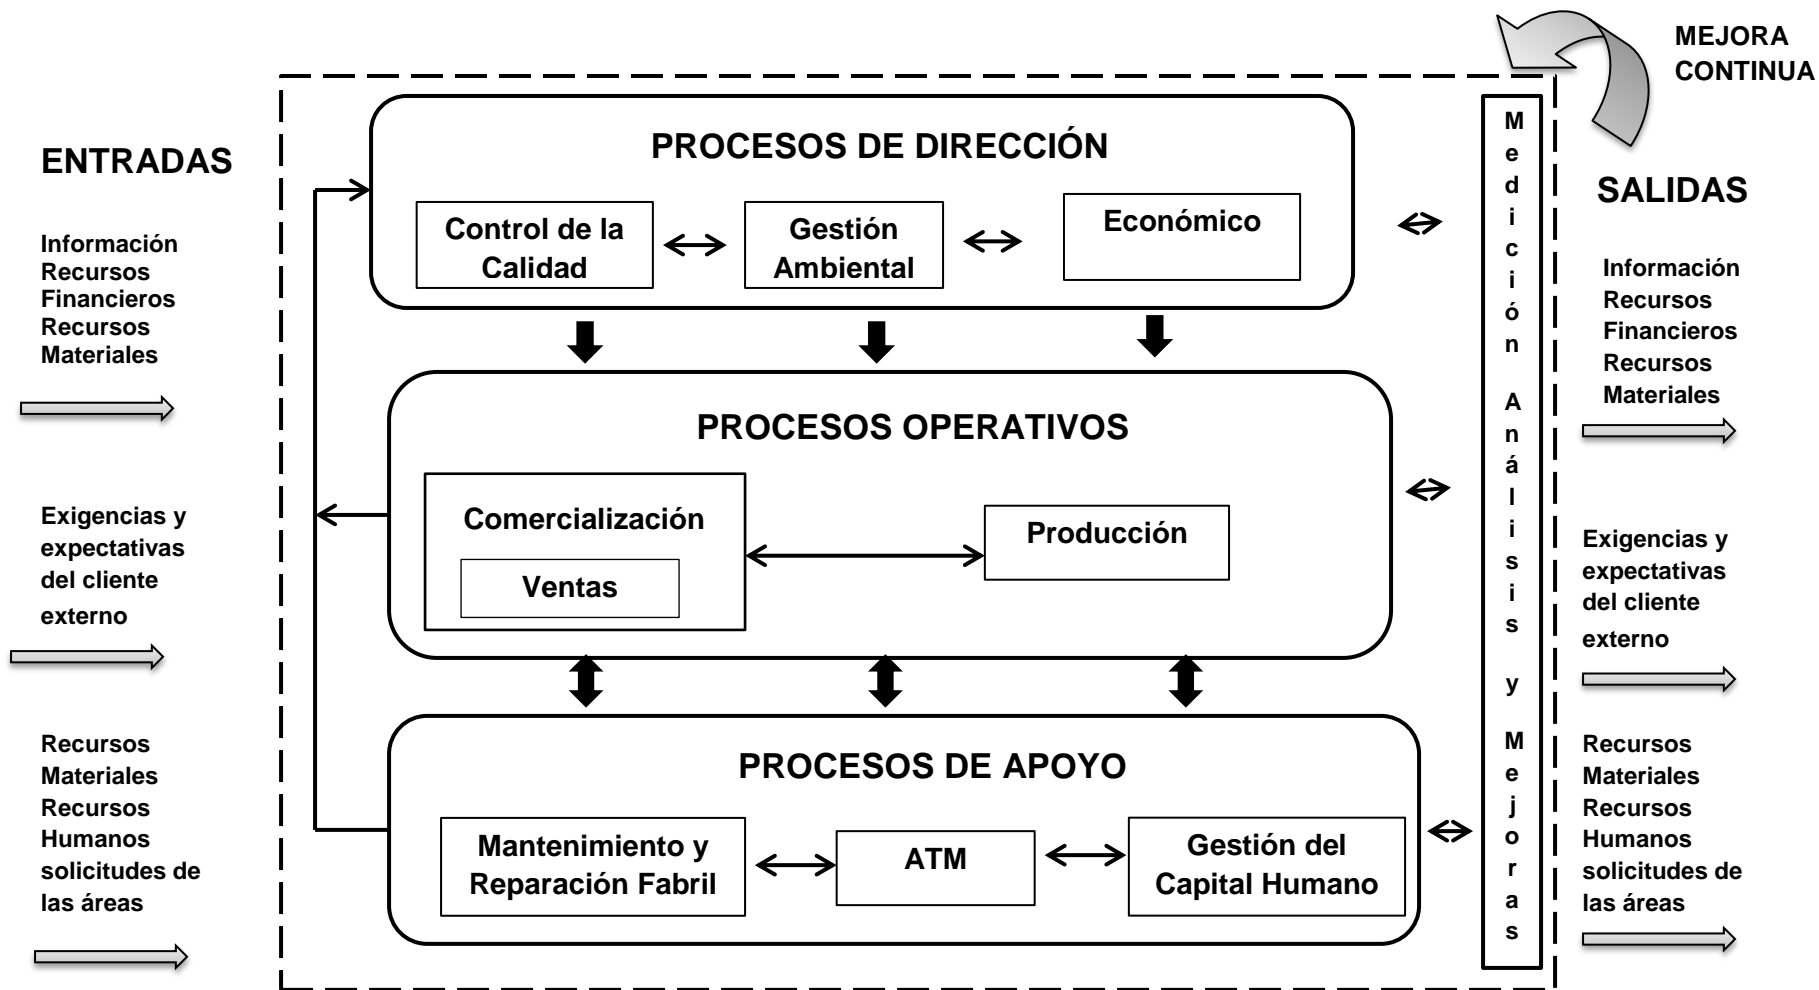 MEJORA
CONTINUA
ENTRADAS
Información
Recursos
Financieros
Recursos
Materiales
Exigencias y
expectativas
del cliente
externo
Recursos
Materiales
Recursos
Humanos
solicitudes de
las áreas
PROCESOS DE DIRECCIÓN
Control de la
Calidad
Gestión
Ambiental
Económico
PROCESOS OPERATIVOS
Comercialización
Ventas
Producción
PROCESOS DE APOYO
Mantenimiento y
Reparación Fabril
ATM
Gestión del
Capital Humano
Medición Análisis y Mejoras
SALIDAS
Información
Recursos
Financieros
Recursos
Materiales
Exigencias y
expectativas
del cliente
externo
Recursos
Materiales
Recursos
Humanos
solicitudes de
las áreas